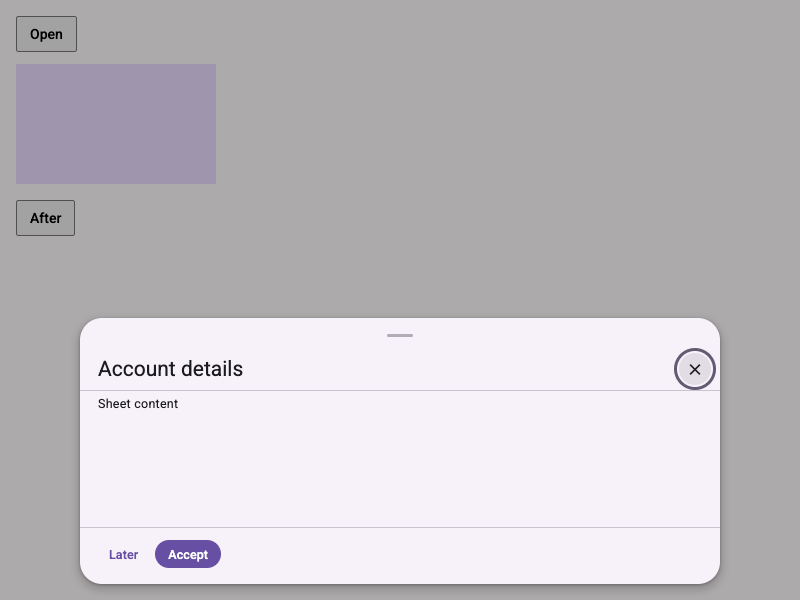 Open
After
Account details
Sheet content
Later
Accept